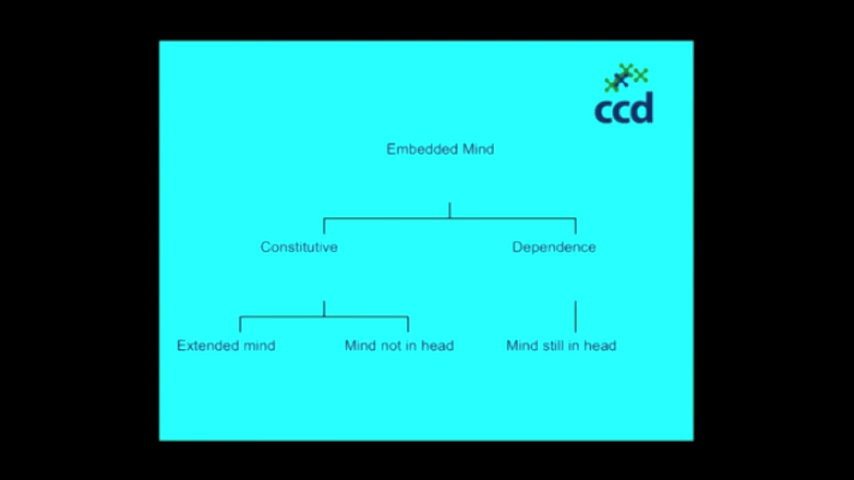 ccd
Embedded Mind
Constitutive
Dependence
Extended mind
Mind not in head
Mind still in head